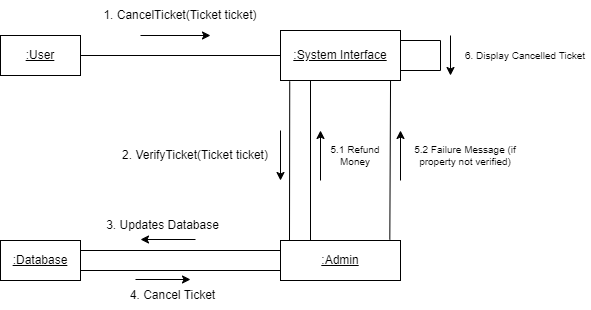 1. CancelTicket(Ticket ticket)
:User
:System Interface
6. Display Cancelled Ticket
2. VerifyTicket(Ticket ticket)
5.1 Refund
Money
5.2 Failure Message (if
property not verified)
3. Updates Database
:Database
:Admin
4. Cancel Ticket